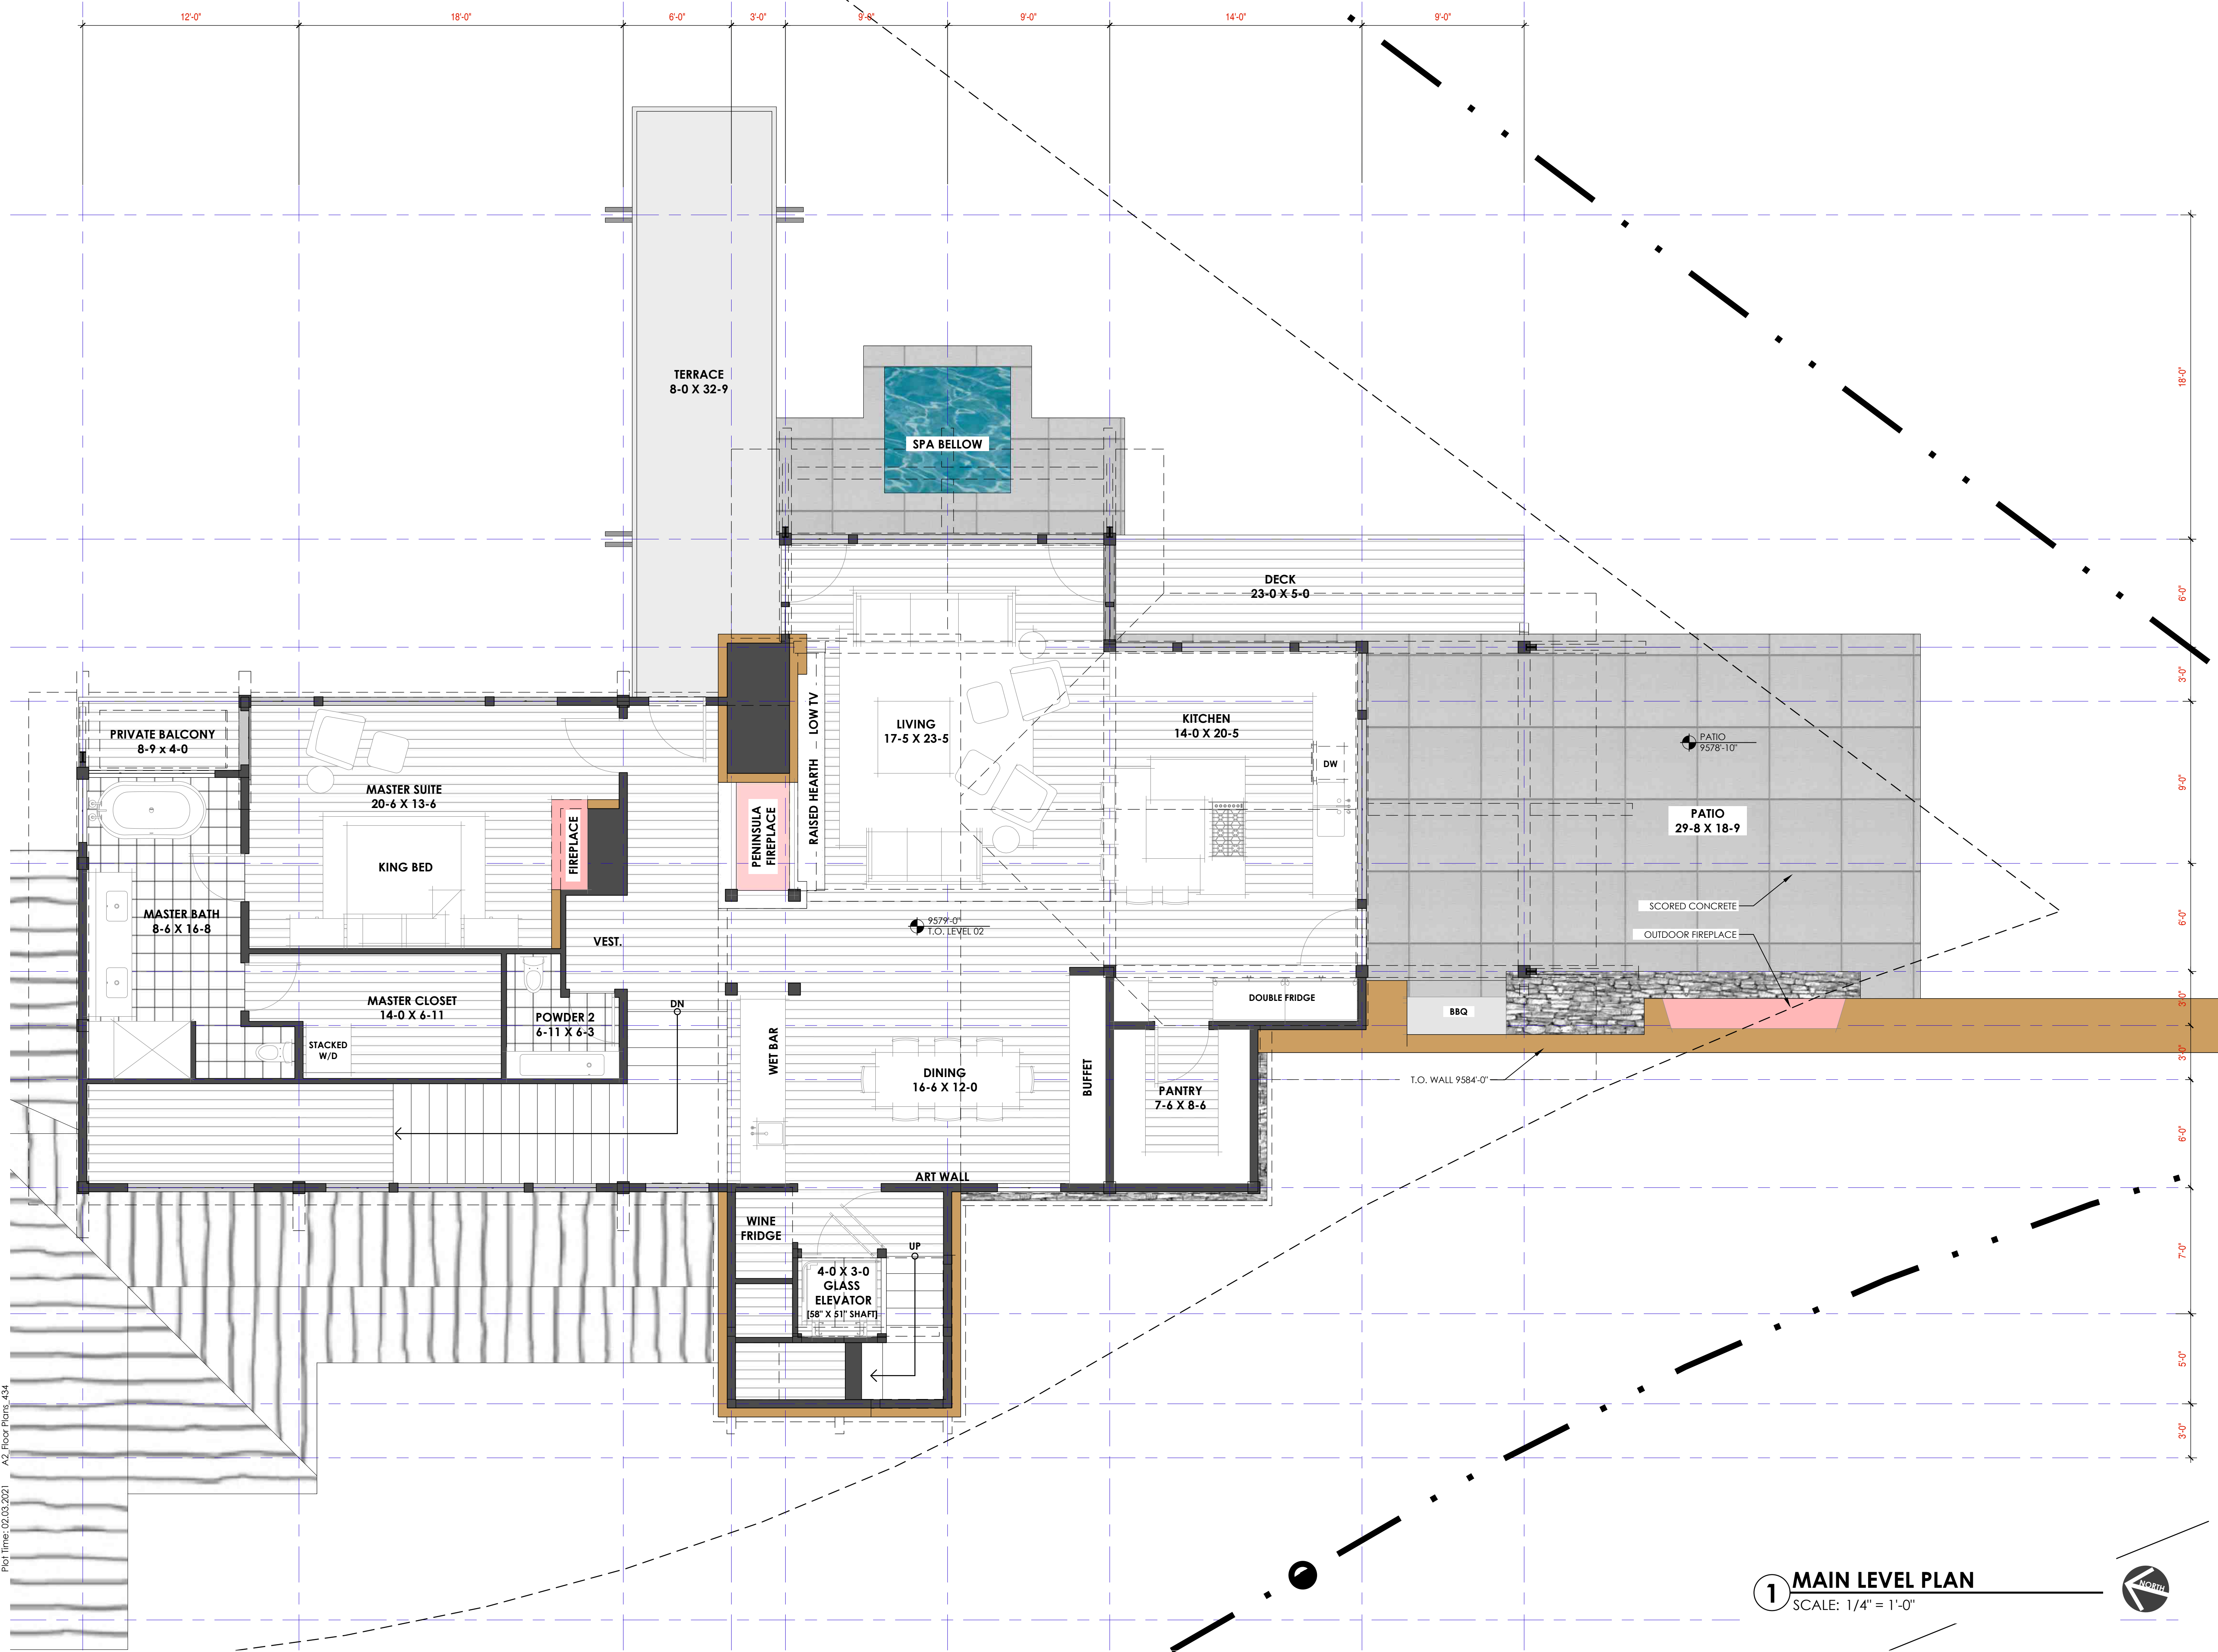 12'-0"
18'-0"
6'-0"
3'-0"
9'-0"
9'-0"
14'-0"
9'-0"
18'-0"
6'-0"
3'-0"
9'-0"
6'-0"
3'-0"
3'-0"
6'-0"
7'-0"
5'-0"
3'-0"
TERRACE
8-0 X 32-9
SPA BELLOW
DECK
23-0 X 5-0
PRIVATE BALCONY
8-9 x 4-0
MASTER SUITE
20-6 X 13-6
KING BED
FIREPLACE
PENINSULA
FIREPLACE
RAISED HEARTH
LOW TV
LIVING
17-5 X 23-5
KITCHEN
14-0 X 20-5
DW
PATIO
9578'-10"
PATIO
29-8 X 18-9
SCORED CONCRETE
OUTDOOR FIREPLACE
MASTER BATH
8-6 X 16-8
VEST.
9579'-0"
T.O. LEVEL 02
MASTER CLOSET
14-0 X 6-11
STACKED
W/D
POWDER 2
6-11 X 6-3
DN
WET BAR
DINING
16-6 X 12-0
BUFFET
DOUBLE FRIDGE
BBQ
PANTRY
7-6 X 8-6
T.O. WALL 9584'-0"
ART WALL
WINE
FRIDGE
UP
4-0 X 3-0
GLASS
ELEVATOR
[58" X 51" SHAFT]
Plot Time: 02.03.2021 A2_Floor Plans_434
1
MAIN LEVEL PLAN
SCALE: 1/4" = 1'-0"
NORTH